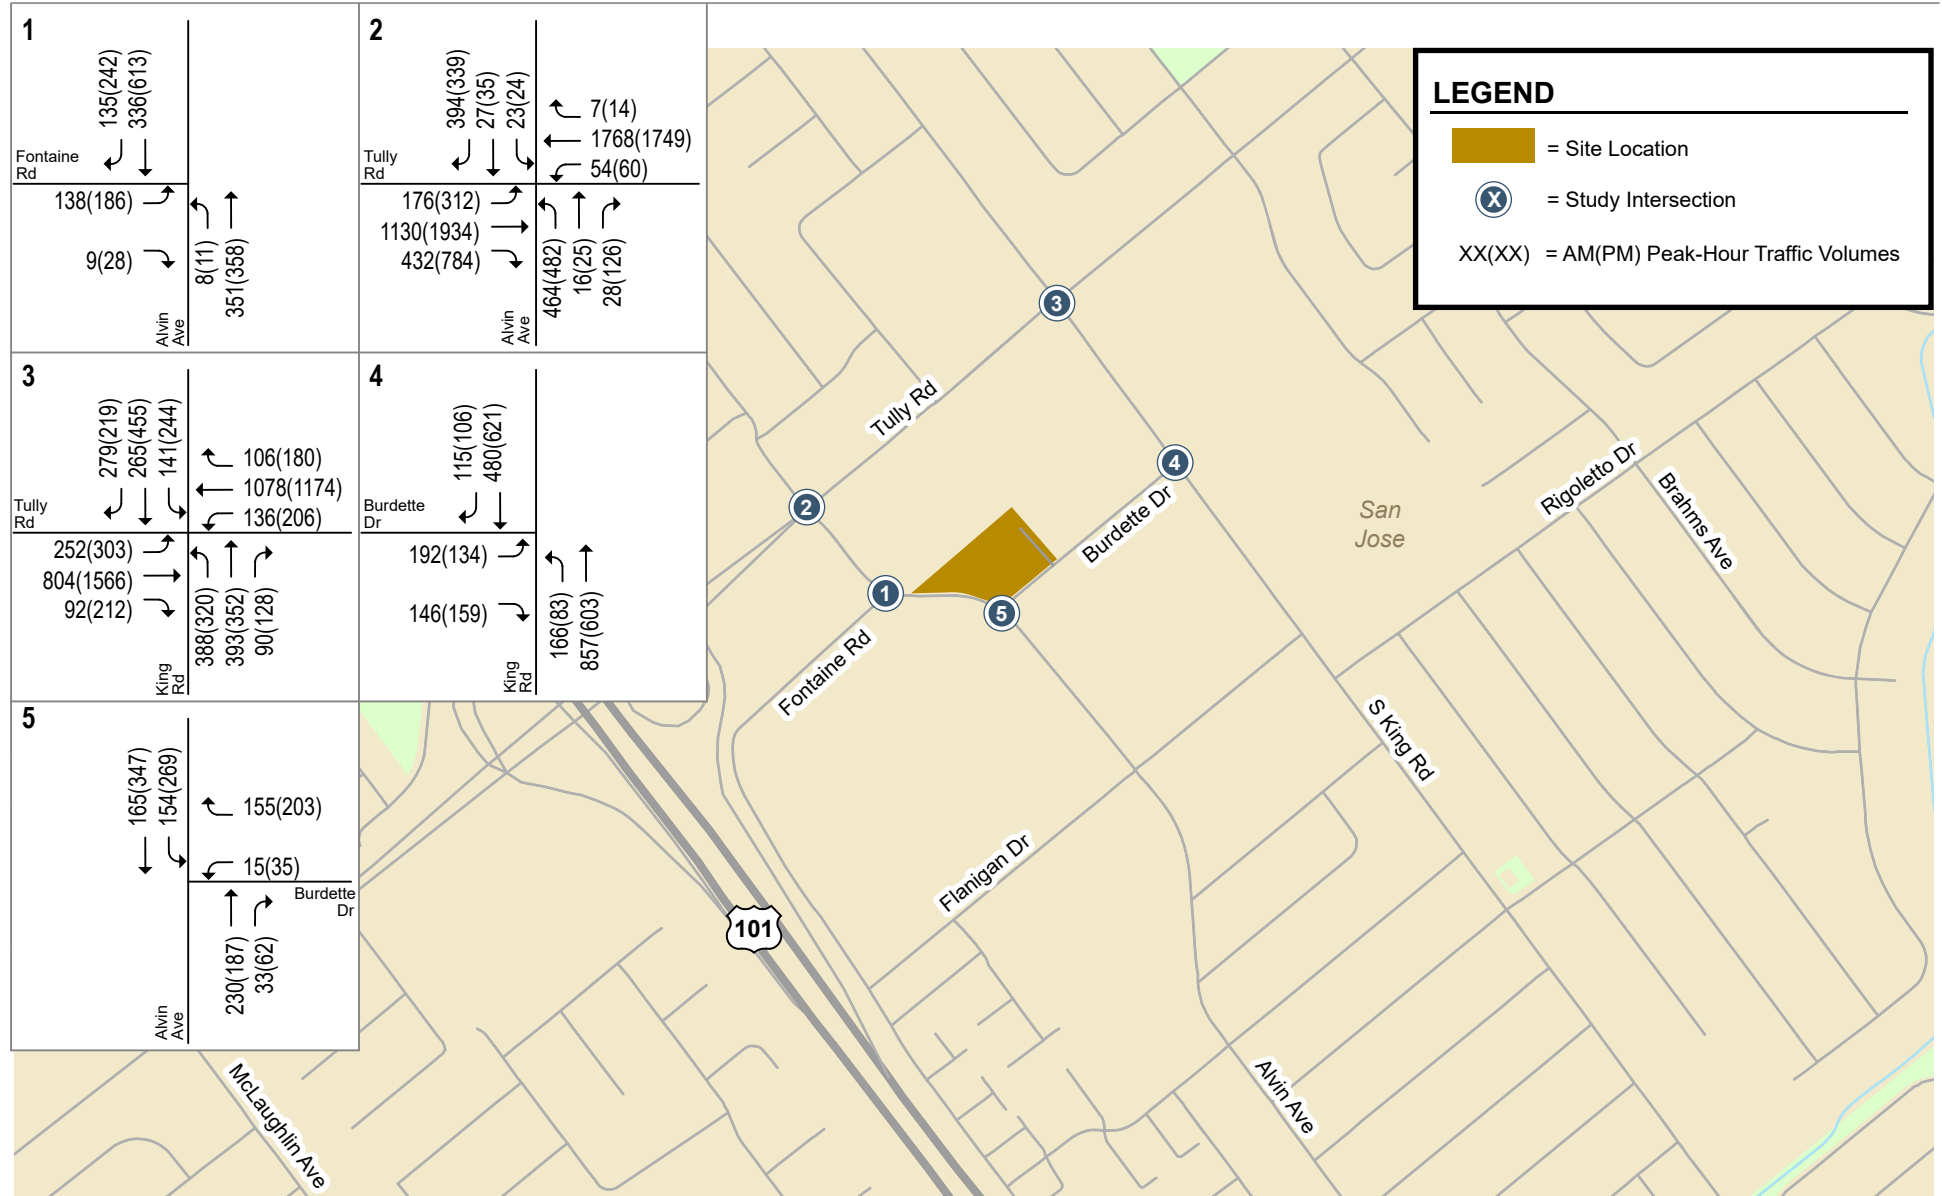 1
135(242)
336(613)
Fontaine
Rd
138(186)
9(28)
8(11)
351(358)
Alvin
Ave
2
394(339)
27(35)
23(24)
7(14)
1768(1749)
54(60)
Tully
Rd
176(312)
1130(1934)
432(784)
464(482)
16(25)
28(126)
Alvin
Ave
3
279(219)
265(455)
141(244)
106(180)
1078(1174)
136(206)
Tully
Rd
252(303)
804(1566)
92(212)
388(320)
393(352)
90(128)
King
Rd
4
115(106)
480(621)
Burdette
Dr
192(134)
146(159)
166(83)
857(603)
King
Rd
5
165(347)
154(269)
155(203)
15(35)
Burdette
Dr
230(187)
33(62)
Alvin
Ave
LEGEND
= Site Location
X = Study Intersection
XX(XX) = AM(PM) Peak-Hour Traffic Volumes
3
Tully Rd
4
2
Burdette Dr
San
Jose
Rigoletto Dr
Brahms Ave
1
5
Fontaine Rd
S King Rd
Flanigan Dr
101
Alvin Ave
McLaughlin Ave